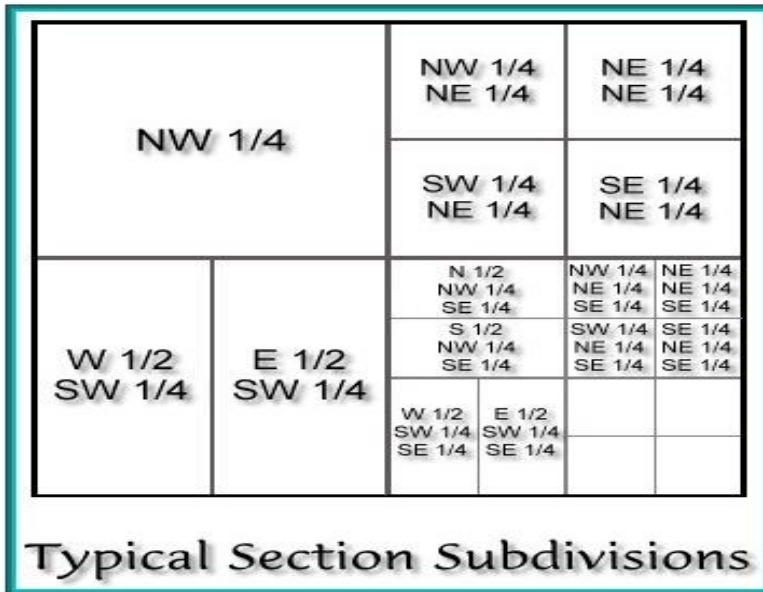 NW 1/4
NW 1/4
NE 1/4
NE 1/4
NE 1/4
SW 1/4
NE 1/4
SE 1/4
NE 1/4
W 1/2
SW 1/4
E 1/2
SW 1/4
N 1/2
NW 1/4
SE 1/4
S 1/2
NW 1/4
SE 1/4
NW 1/4
NE 1/4
SE 1/4
NE 1/4
NE 1/4
SE 1/4
SW 1/4
NE 1/4
SE 1/4
SE 1/4
NE 1/4
SE 1/4
W 1/2
SW 1/4
SE 1/4
E 1/2
SW 1/4
SE 1/4
Typical Section Subdivisions